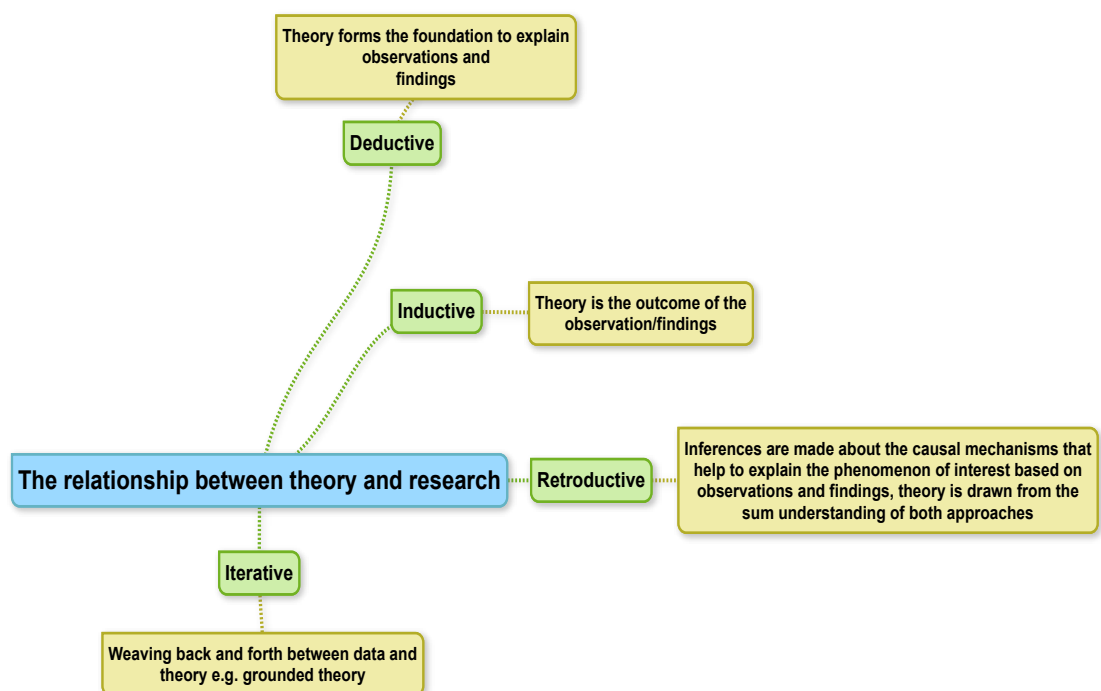 Theory forms the foundation to explain
observations and
findings
Deductive
Inductive
Theory is the outcome of the
observation/findings
The relationship between theory and research
Retroductive
Inferences are made about the causal mechanisms that
help to explain the phenomenon of interest based on
observations and findings, theory is drawn from the
sum understanding of both approaches
Iterative
Weaving back and forth between data and
theory e.g. grounded theory